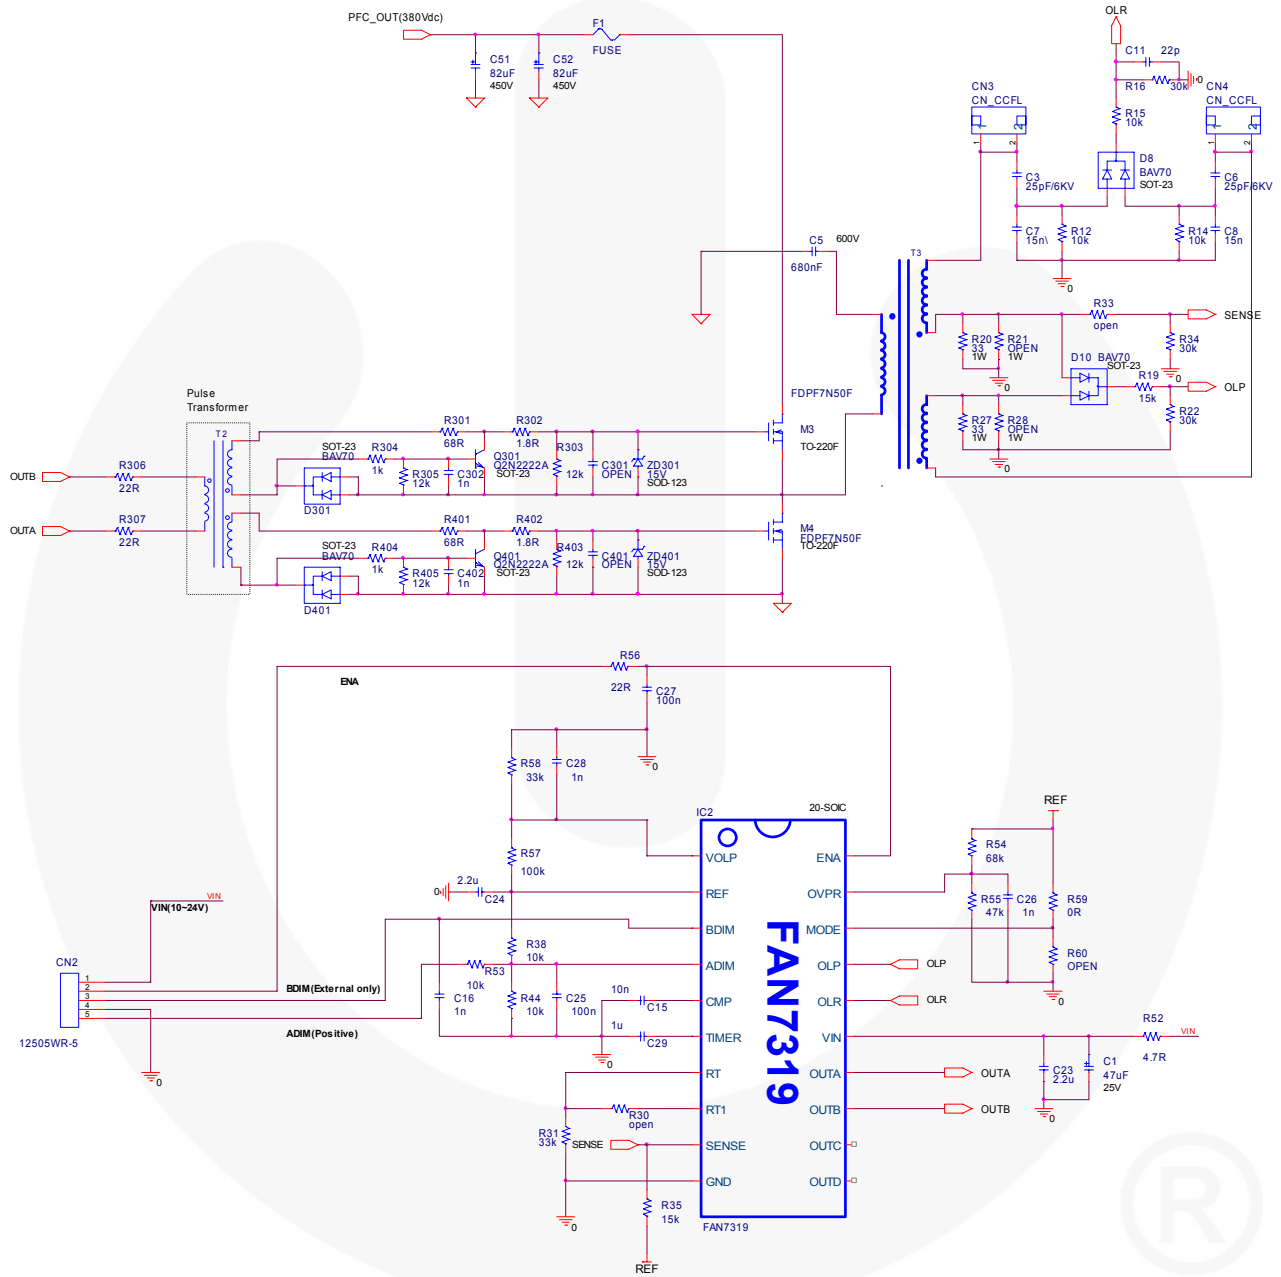 PFC_OUT(380Vdc)
F1
FUSE
C51
82uF
450V
C52
82uF
450V
OLR
C11 22p
R16 30k 0
R15
10k
CN3
CN_CCFL
1 2
1 2
CN4
CN_CCFL
1 2
1 2
D8
BAV70
SOT-23
C3
25pF/6KV
C6
25pF/6KV
C7
15n\
R12
10k
R14
10k
C8
15n
0
C5 600V
680nF
T3
R33
open
SENSE
R20
33
1W
R21
OPEN
1W
R34
30k
0
0
D10 BAV70
SOT-23
R19
15k
OLP
R22
30k
0
R27
33
1W
R28
OPEN
1W
0
Pulse
Transformer
T2
OUTB
R306
22R
OUTA
R307
22R
SOT-23
BAV70
D301
R304
1k
R305
12k
C302
1n
R301
68R
Q301
Q2N2222A
SOT-23
R302
1.8R
R303
12k
C301
OPEN
ZD301
15V
SOD-123
FDPF7N50F
M3
TO-220F
SOT-23
BAV70
D401
R404
1k
R405
12k
C402
1n
R401
68R
Q401
Q2N2222A
SOT-23
R402
1.8R
R403
12k
C401
OPEN
ZD401
15V
SOD-123
M4
FDPF7N50F
TO-220F
ENA
R56
22R
C27
100n
0
R58
33k
C28
1n
R57
100k
2.2u
0 C24
R38
10k
R53
10k
R44
10k
C25
100n
C16
1n
10n
C15
1u
C29
0
VIN
VIN(10~24V)
CN2
1
2
3
4
5
12505WR-5
BDIM(External only)
ADIM(Positive)
0
IC2
20-SOIC
FAN7319
VOLP
REF
BDIM
ADIM
CMP
TIMER
RT
RT1
SENSE
GND
ENA
OVPR
MODE
OLP
OLR
VIN
OUTA
OUTB
OUTC
OUTD
FAN7319
REF
R54
68k
R55
47k
C26
1n
R59
0R
R60
OPEN
0
OLP
OLR
R52
4.7R
VIN
C23
2.2u
C1
47uF
25V
0
OUTA
OUTB
R30
open
R31
33k
SENSE
0
R35
15k
REF
R